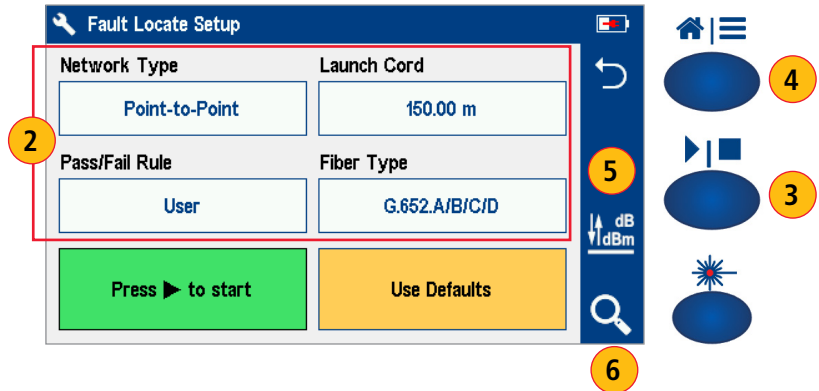 Fault Locate Setup
Network Type
Launch Cord
Point-to-Point
150.00 m
4
2
Pass/Fail Rule
Fiber Type
5
3
User
G.652.A/B/C/D
dB
dBm
Press ▶ to start
Use Defaults
6